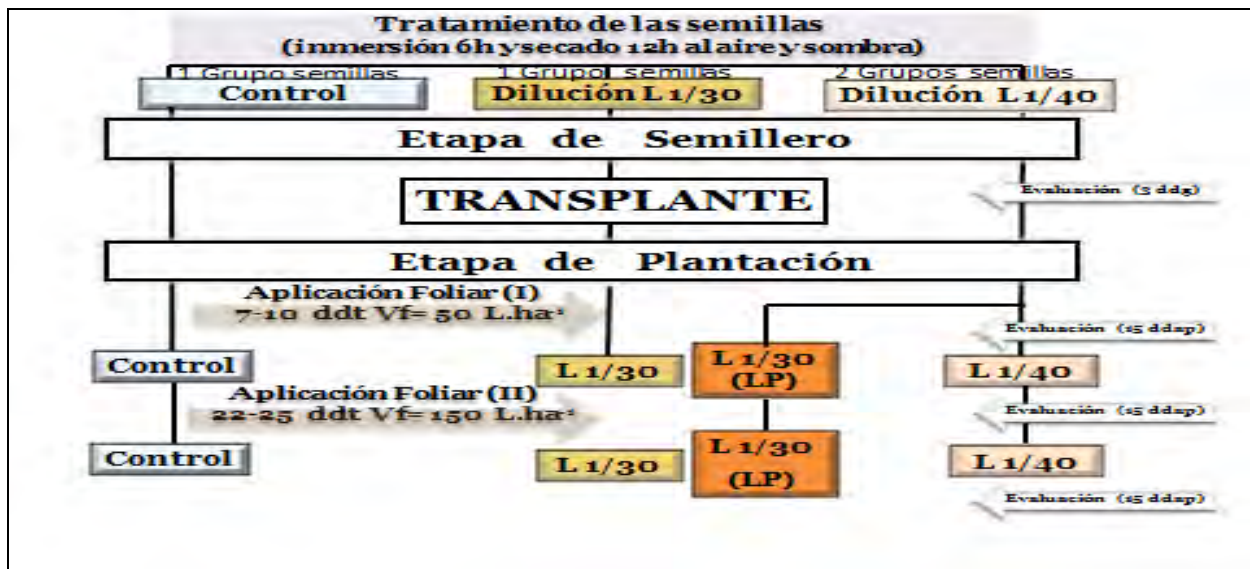 Tratamiento de las semillas
(inmersión 6h y secado 12h al aire y sombra)
1 Grupo semillas
1 Grupo semillas
2 Grupos semillas
Control
Dilución L 1/30
Dilución L 1/40
Etapa de Semillero
TRANSPLANTE
Evaluación (3 ddg)
Etapa de Plantación
Aplicación Foliar (I)
7-10 ddt Vf= 50 L.ha-¹
Evaluación (15 ddap)
Control
L 1/30
L 1/30
(LP)
L 1/40
Aplicación Foliar (II)
22-25 ddt Vf= 150 L.ha-¹
Evaluación (15 ddap)
Control
L 1/30
L 1/30
(LP)
L 1/40
Evaluación (15 ddap)